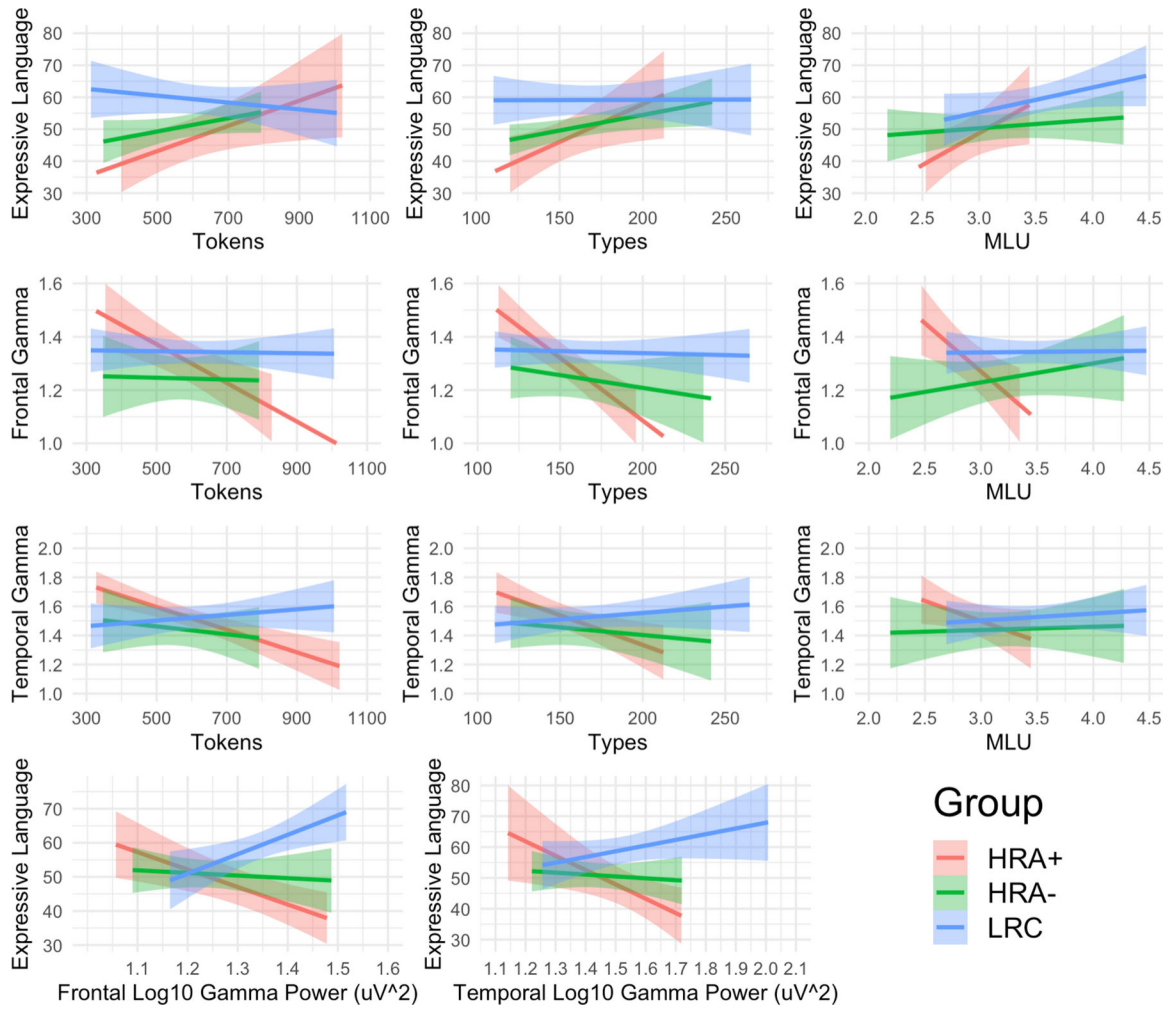 Expressive Language
80
70
60
50
40
30
300 500 700 900 1100
Tokens
Expressive Language
80
70
60
50
40
30
100 150 200 250
Types
Expressive Language
80
70
60
50
40
30
2.0 2.5 3.0 3.5 4.0 4.5
MLU
Frontal Gamma
1.6
1.4
1.2
1.0
300 500 700 900 1100
Tokens
Frontal Gamma
1.6
1.4
1.2
1.0
100 150 200 250
Types
Frontal Gamma
1.6
1.4
1.2
1.0
2.0 2.5 3.0 3.5 4.0 4.5
MLU
Temporal Gamma
2.0
1.8
1.6
1.4
1.2
1.0
300 500 700 900 1100
Tokens
Temporal Gamma
2.0
1.8
1.6
1.4
1.2
1.0
100 150 200 250
Types
Temporal Gamma
2.0
1.8
1.6
1.4
1.2
1.0
2.0 2.5 3.0 3.5 4.0 4.5
MLU
Expressive Language
70
60
50
40
30
1.1 1.2 1.3 1.4 1.5 1.6
Frontal Log10 Gamma Power (uV^2)
Expressive Language
80
70
60
50
40
30
1.1 1.2 1.3 1.4 1.5 1.6 1.7 1.8 1.9 2.0 2.1
Temporal Log10 Gamma Power (uV^2)
Group
HRA+
HRA-
LRC